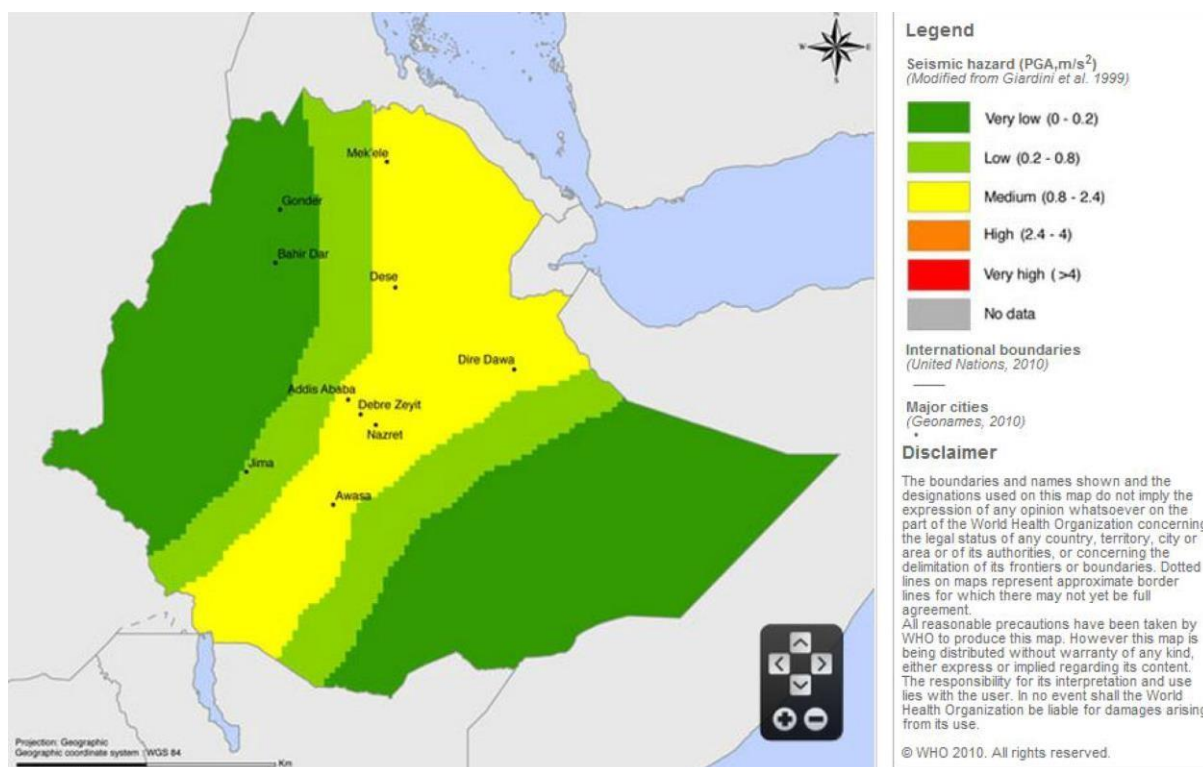 N
W
E
S
Mek'ele
Gonder
Bahir Dar
Dese
Dire Dawa
Addis Ababa
Debre Zeyit
Nazret
Jima
Awasa
Projection: Geographic
Geographic coordinate system : WGS 84
Km
Legend
Seismic hazard (PGA,m/s²)
(Modified from Giardini et al. 1999)
Very low (0 - 0.2)
Low (0.2 - 0.8)
Medium (0.8 - 2.4)
High (2.4 - 4)
Very high ( >4)
No data
International boundaries
(United Nations, 2010)
Major cities
(Geonames, 2010)
Disclaimer
The boundaries and names shown and the
designations used on this map do not imply the
expression of any opinion whatsoever on the
part of the World Health Organization concerning
the legal status of any country, territory, city or
area or of its authorities, or concerning the
delimitation of its frontiers or boundaries. Dotted
lines on maps represent approximate border
lines for which there may not yet be full
agreement.
All reasonable precautions have been taken by
WHO to produce this map. However this map is
being distributed without warranty of any kind,
either express or implied regarding its content.
The responsibility for its interpretation and use
lies with the user. In no event shall the World
Health Organization be liable for damages arising
from its use.
© WHO 2010. All rights reserved.